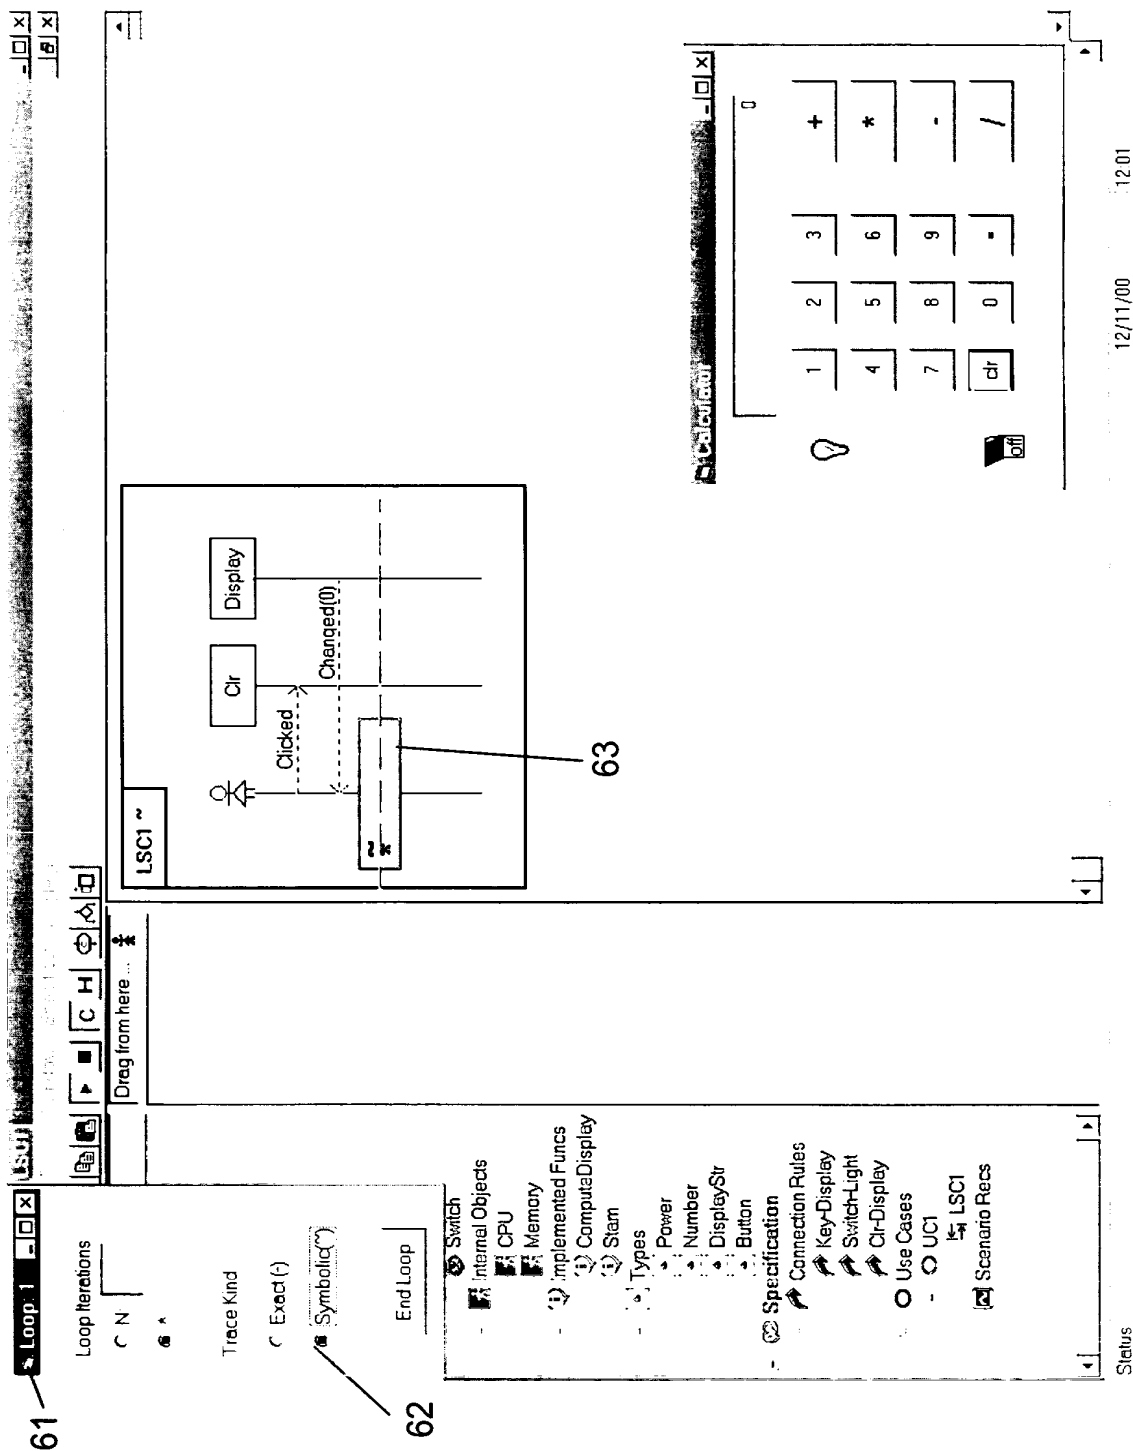 61
Loop: 1
Loop Iterations
N
*
Trace Kind
Exact (-)
Symbolic(~)
End Loop
62
Switch
Internal Objects
CPU
Memory
Implemented Funcs
ComputaDisplay
Stam
Types
Power
Number
DisplayStr
Button
Specification
Connection Rules
Key-Display
Switch-Light
Clr-Display
Use Cases
UC1
LSC1
Scenario Recs
Status
C H
Drag from here ...
LSC1 ~
Clr
Display
Clicked
Changed(0)
~
*
63
Calculator
0
1 2 3 +
4 5 6 *
7 8 9 -
clr 0 = /
off
12/11/00 12:01